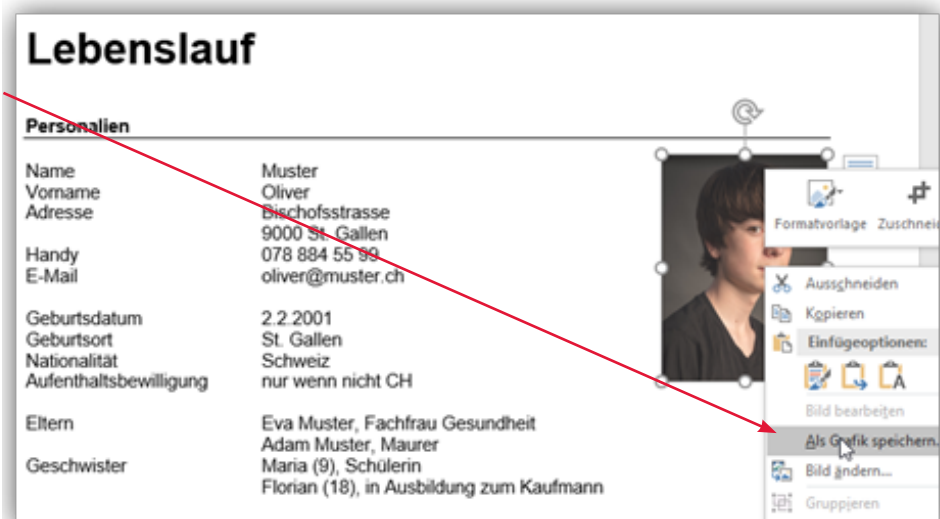 Lebenslauf
Personalien
Name Muster
Vorname Oliver
Adresse Bischofsstrasse
9000 St. Gallen
Handy 078 884 55 99
E-Mail oliver@muster.ch
Geburtsdatum 2.2.2001
Geburtsort St. Gallen
Nationalität Schweiz
Aufenthaltsbewilligung nur wenn nicht CH
Eltern Eva Muster, Fachfrau Gesundheit
Adam Muster, Maurer
Geschwister Maria (9), Schülerin
Florian (18), in Ausbildung zum Kaufmann
Formatvorlage Zuschneid
Ausschneiden
Kopieren
Einfügeoptionen:
Bild bearbeiten
Als Grafik speichern..
Bild ändern...
Gruppieren